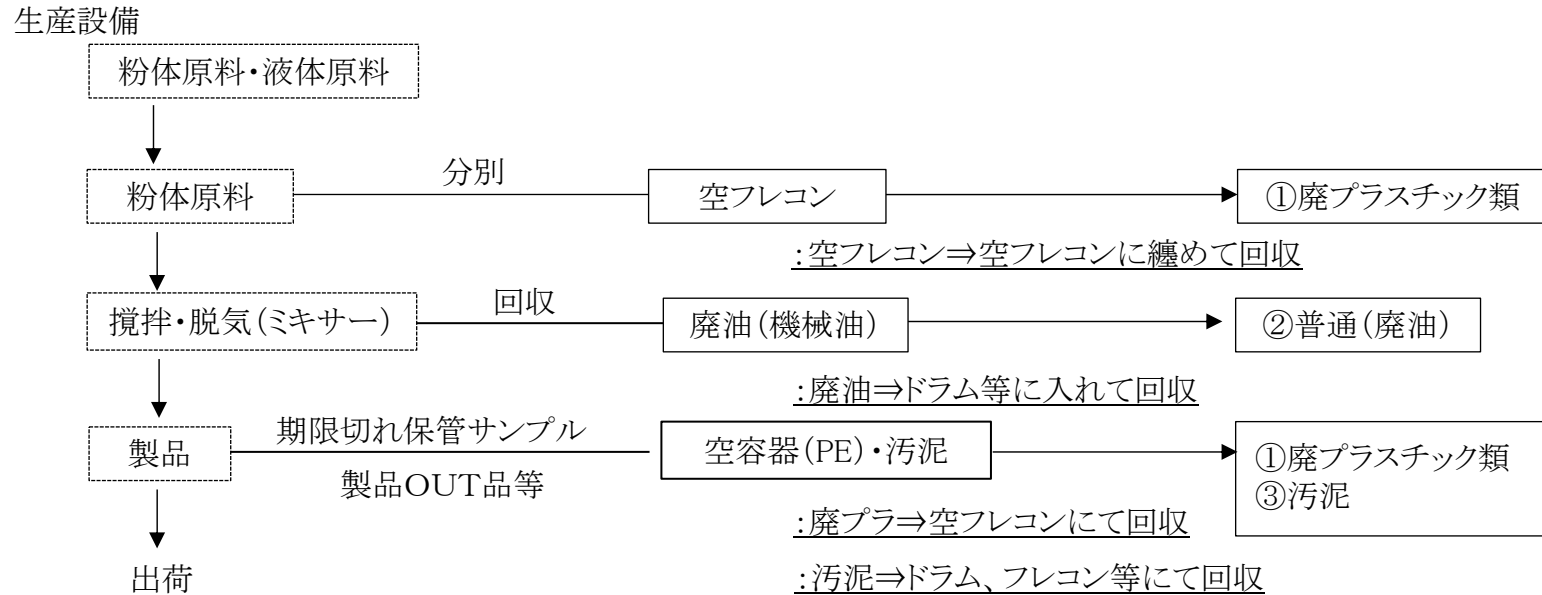 生産設備
粉体原料・液体原料
粉体原料
分別
空フレコン
①廃プラスチック類
:空フレコン⇒空フレコンに纏めて回収
撹拌・脱気(ミキサー)
回収
廃油(機械油)
②普通(廃油)
:廃油⇒ドラム等に入れて回収
製品
期限切れ保管サンプル
製品OUT品等
空容器(PE)・汚泥
①廃プラスチック類
③汚泥
:廃プラ⇒空フレコンにて回収
:汚泥⇒ドラム、フレコン等にて回収
出荷